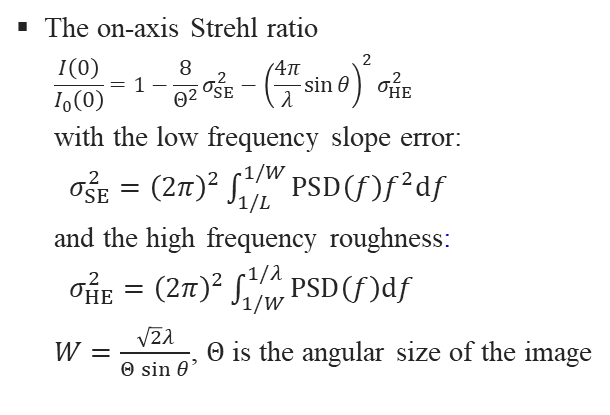 ▪ The on-axis Strehl ratio
I(0)/I₀(0) = 1 − 8/Θ² σ²_SE − (4π/λ sin θ)² σ²_HE
with the low frequency slope error:
σ²_SE = (2π)² ∫_{1/L}^{1/W} PSD(f)f²df
and the high frequency roughness:
σ²_HE = (2π)² ∫_{1/W}^{1/λ} PSD(f)df
W = √2λ/(Θ sin θ), Θ is the angular size of the image